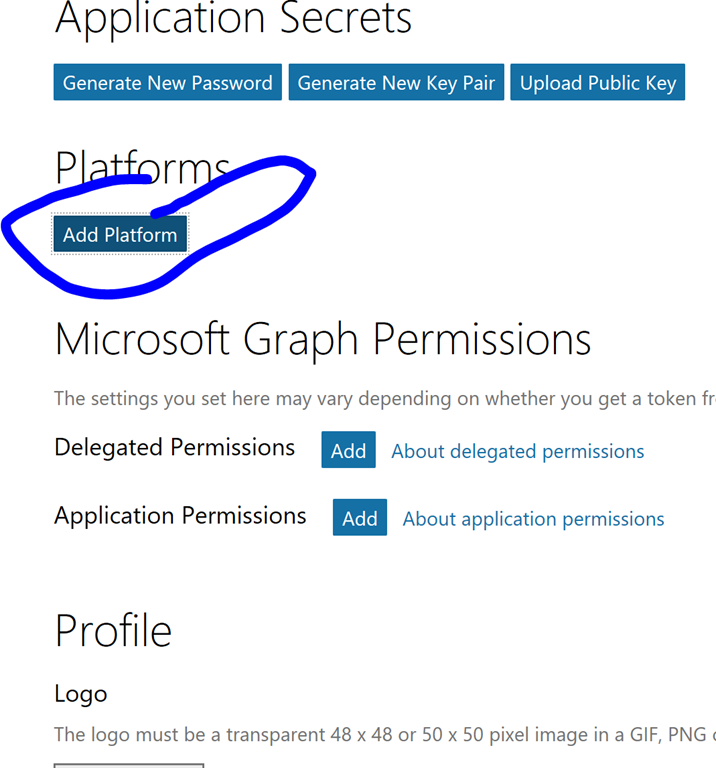 Application Secrets
Generate New Password Generate New Key Pair Upload Public Key
Platforms
Add Platform
Microsoft Graph Permissions
The settings you set here may vary depending on whether you get a token
Delegated Permissions Add About delegated permissions
Application Permissions Add About application permissions
Profile
Logo
The logo must be a transparent 48 x 48 or 50 x 50 pixel image in a GIF, PNG